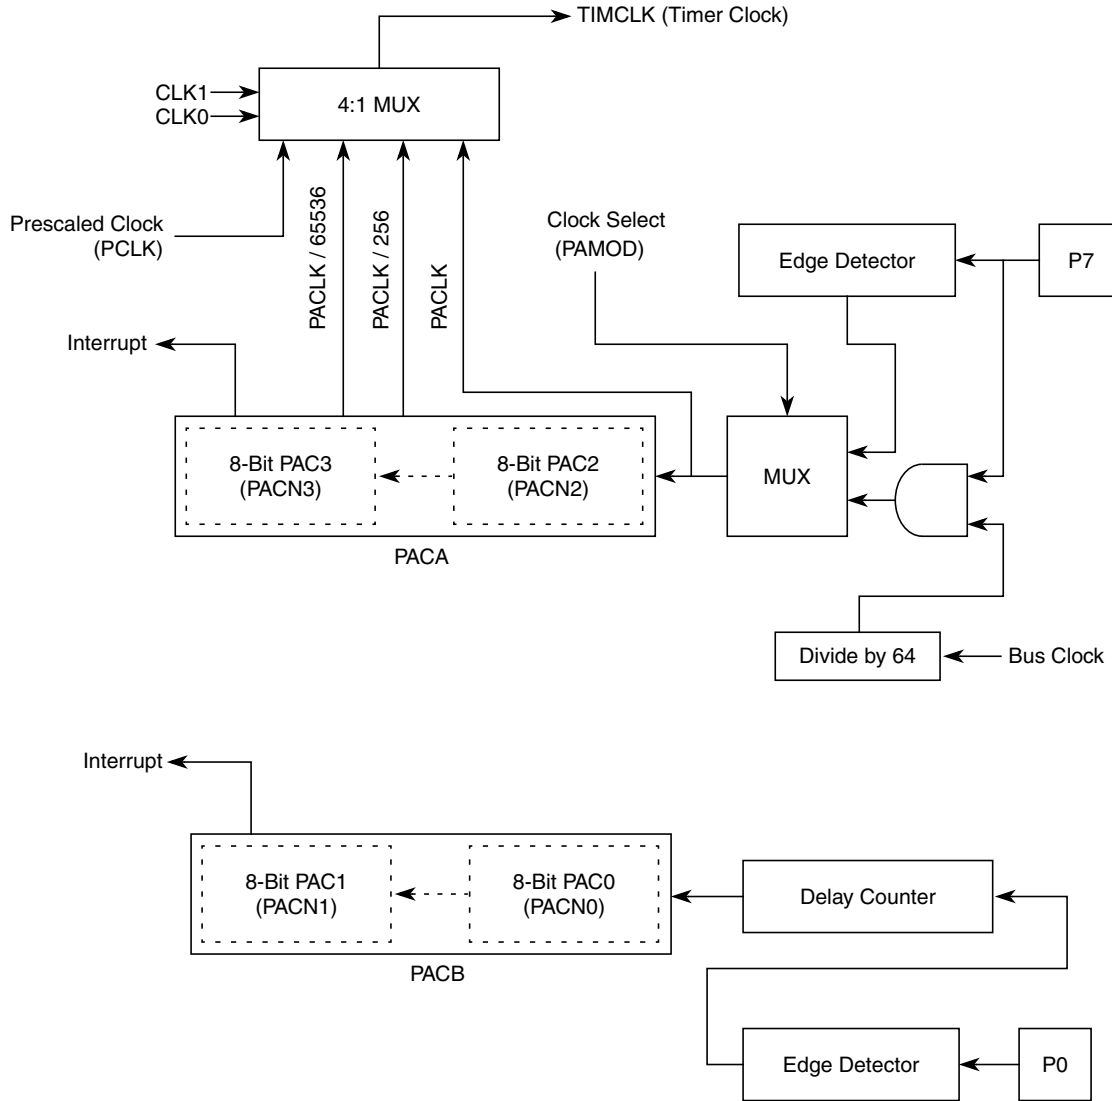 TIMCLK (Timer Clock)
CLK1
CLK0
4:1 MUX
Prescaled Clock
(PCLK)
PACLK / 65536
PACLK / 256
PACLK
Clock Select
(PAMOD)
Edge Detector
P7
Interrupt
8-Bit PAC3
(PACN3)
8-Bit PAC2
(PACN2)
MUX
PACA
Divide by 64
Bus Clock
Interrupt
8-Bit PAC1
(PACN1)
8-Bit PAC0
(PACN0)
Delay Counter
PACB
Edge Detector
P0